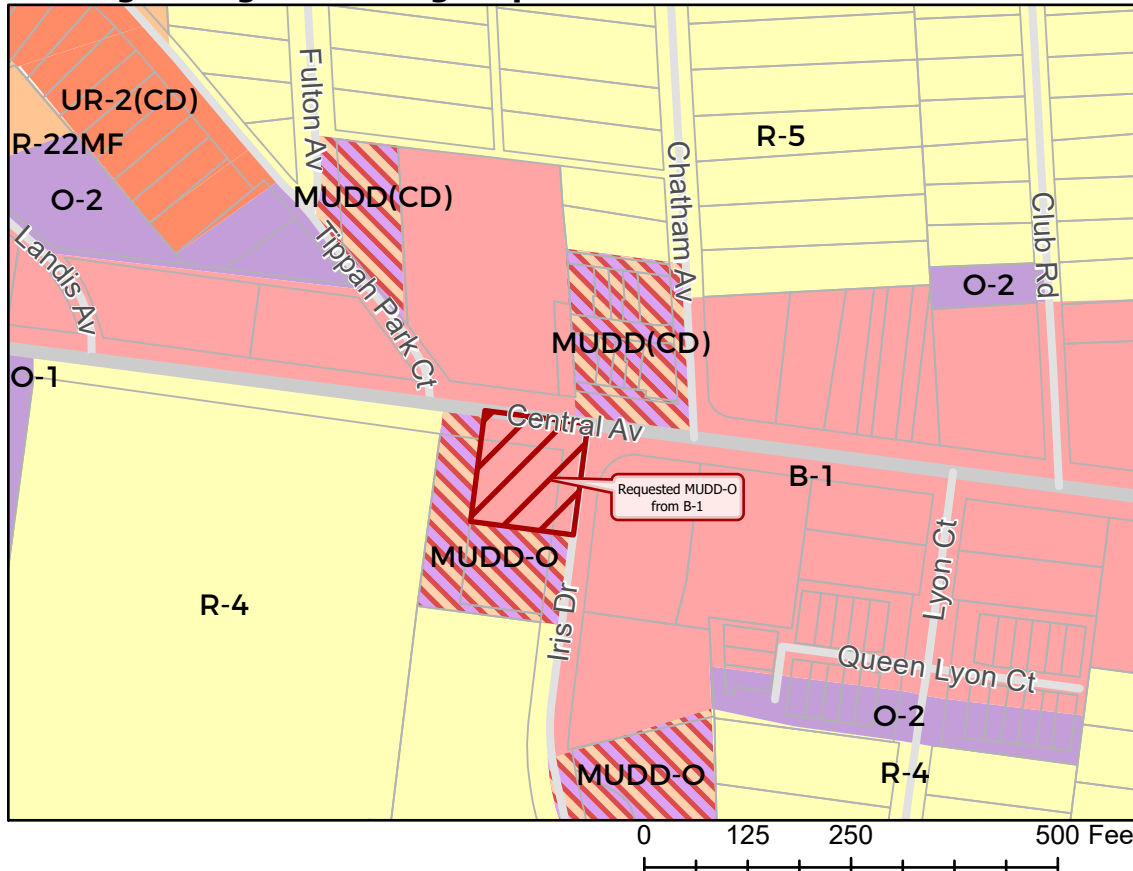 Fulton Av
UR-2(CD)
R-22MF
R-5
O-2
MUDD(CD)
Chatham Av
Club Rd
Landis Av
Tippah Park Ct
O-2
MUDD(CD)
O-1
Central Av
B-1
Requested MUDD-O
from B-1
MUDD-O
R-4
Iris Dr
Lyon Ct
Queen Lyon Ct
O-2
MUDD-O
R-4
0 125 250 500 Fee